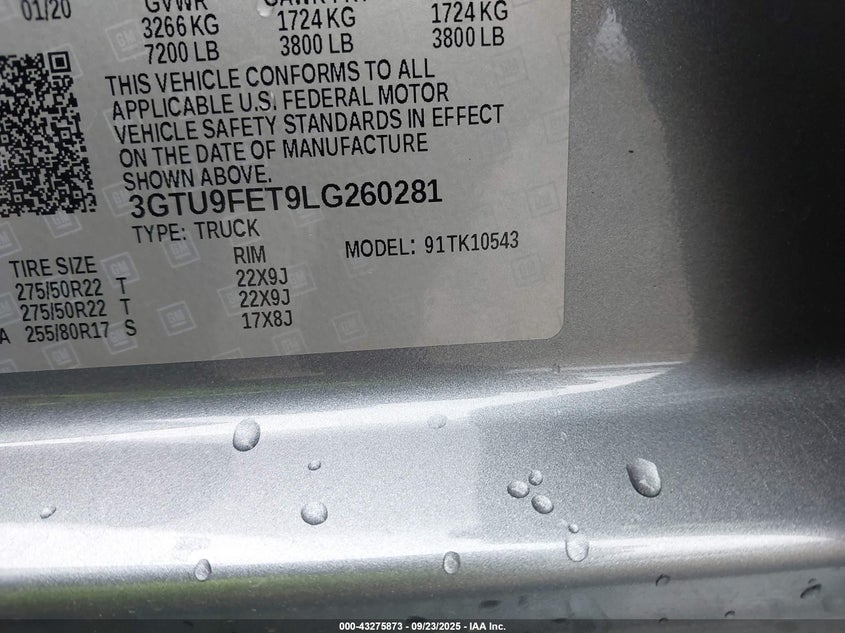 01/20 GVWR GAWR FRT
3266 KG 1724 KG 1724 KG
7200 LB 3800 LB 3800 LB
THIS VEHICLE CONFORMS TO ALL
APPLICABLE U.S. FEDERAL MOTOR
VEHICLE SAFETY STANDARDS IN EFFECT
ON THE DATE OF MANUFACTURE
SHOWN ABOVE.
3GTU9FET9LG260281
TYPE: TRUCK
MODEL: 91TK10543
TIRE SIZE RIM
275/50R22 T 22X9J
275/50R22 T 22X9J
A 255/80R17 S 17X8J
000-43275873 - 09/23/2025 - IAA Inc.